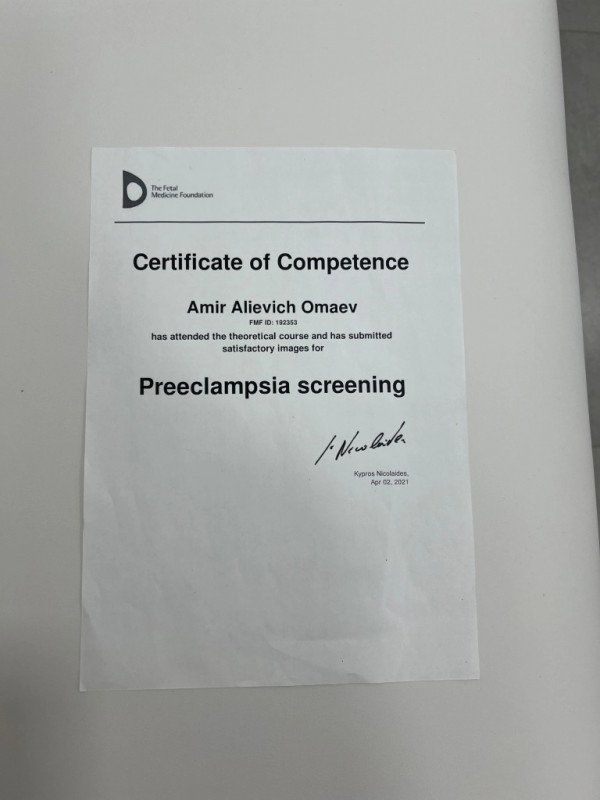 The Fetal
Medicine Foundation
Certificate of Competence
Amir Alievich Omaev
FMF ID: 192353
has attended the theoretical course and has submitted
satisfactory images for
Preeclampsia screening
Kypros Nicolaides,
Apr 02, 2021